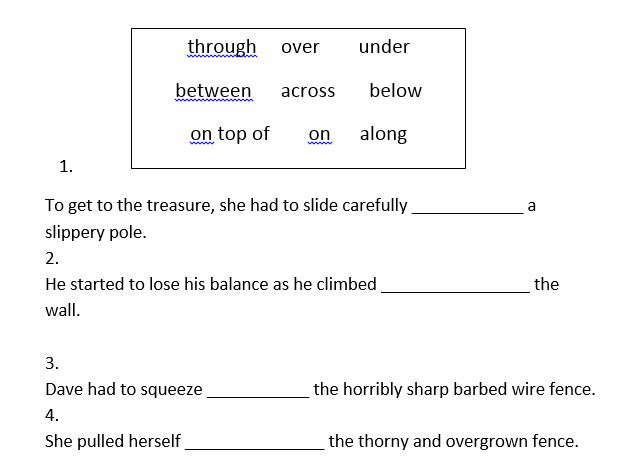 through over under
between across below
on top of on along
1.
To get to the treasure, she had to slide carefully ____________ a
slippery pole.
2.
He started to lose his balance as he climbed ________________ the
wall.
3.
Dave had to squeeze ___________ the horribly sharp barbed wire fence.
4.
She pulled herself _______________ the thorny and overgrown fence.